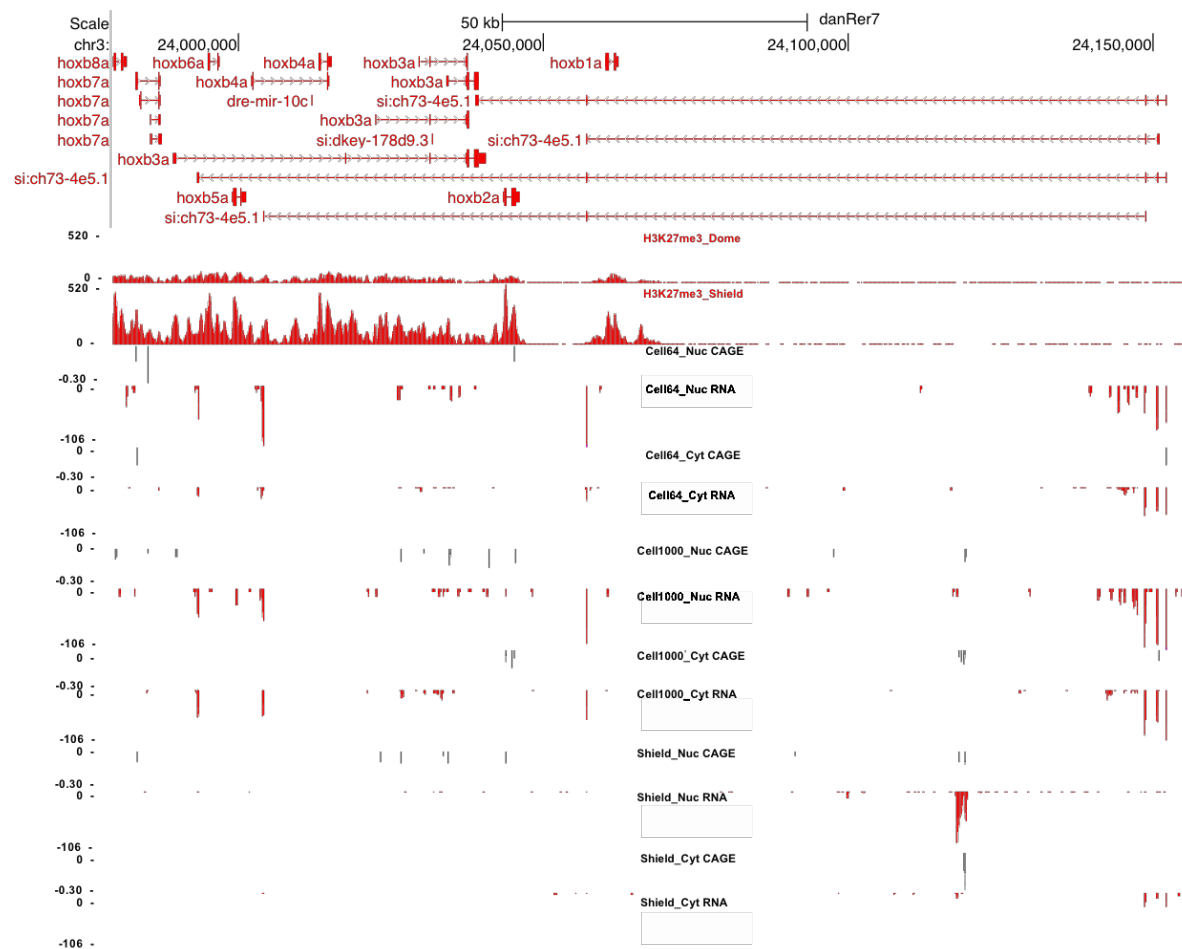 Scale 50 kb danRer7
chr3: 24,000,000 24,050,000 24,100,000 24,150,000
hoxb8a hoxb6a hoxb4a hoxb3a hoxb1a
hoxb7a hoxb4a hoxb3a
hoxb7a dre-mir-10c si:ch73-4e5.1
hoxb7a hoxb3a
hoxb7a si:dkey-178d9.3 si:ch73-4e5.1
hoxb3a
si:ch73-4e5.1
hoxb5a hoxb2a
si:ch73-4e5.1
520 - H3K27me3_Dome
0 -
520 - H3K27me3_Shield
0 -
Cell64_Nuc CAGE
-0.30 -
0 - Cell64_Nuc RNA
-106 -
0 - Cell64_Cyt CAGE
-0.30 -
0 - Cell64_Cyt RNA
-106 -
0 - Cell1000_Nuc CAGE
-0.30 -
0 - Cell1000_Nuc RNA
-106 -
0 - Cell1000_Cyt CAGE
-0.30 -
0 - Cell1000_Cyt RNA
-106 -
0 - Shield_Nuc CAGE
-0.30 -
0 - Shield_Nuc RNA
-106 -
0 - Shield_Cyt CAGE
-0.30 -
0 - Shield_Cyt RNA
-106 -